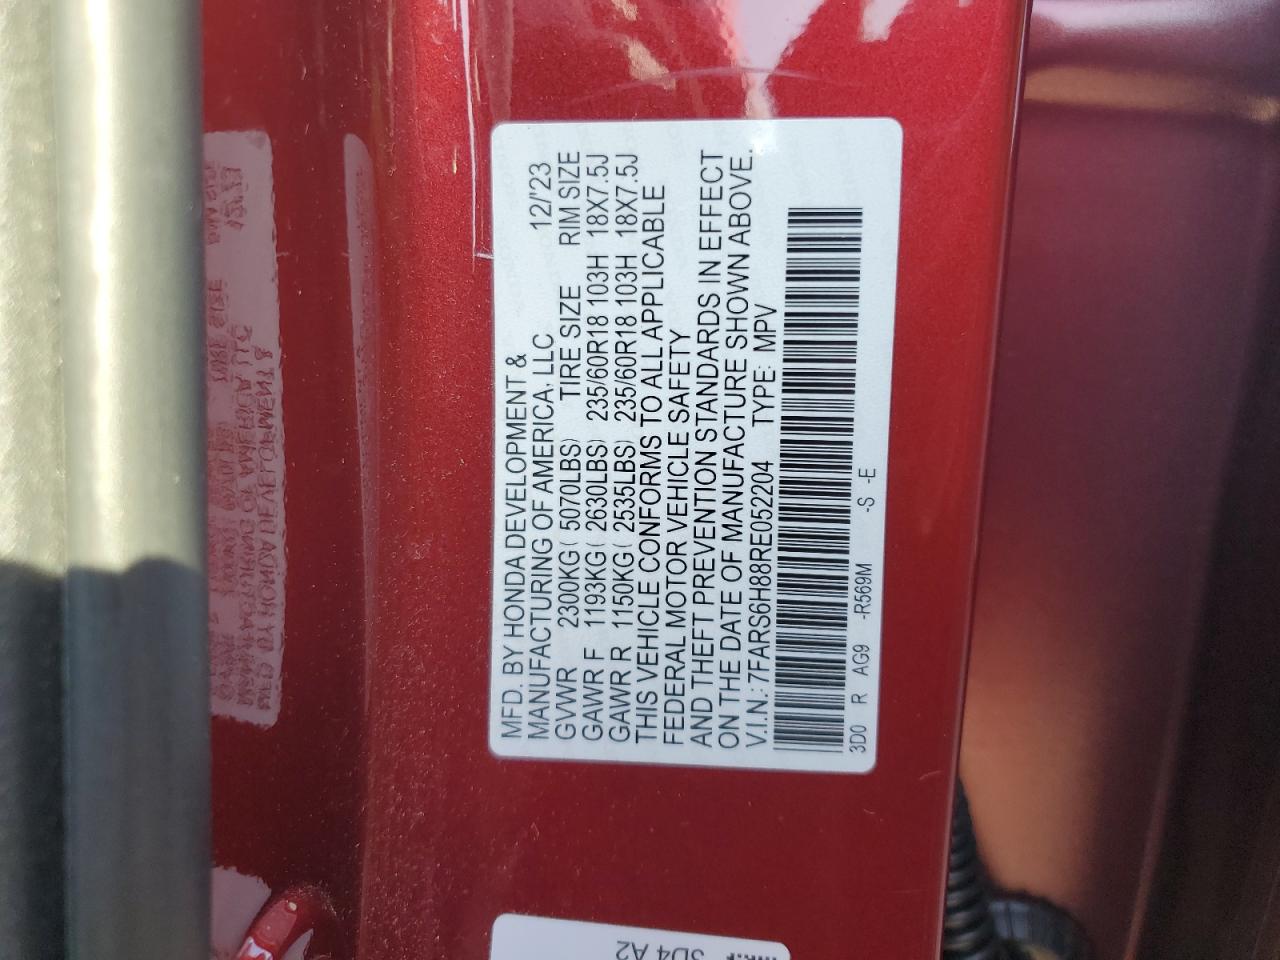 MFD. BY HONDA DEVELOPMENT &
MANUFACTURING OF AMERICA, LLC 12/'23
GVWR 2300KG( 5070LBS) TIRE SIZE RIM SIZE
GAWR F 1193KG( 2630LBS) 235/60R18 103H 18X7.5J
GAWR R 1150KG( 2535LBS) 235/60R18 103H 18X7.5J
THIS VEHICLE CONFORMS TO ALL APPLICABLE
FEDERAL MOTOR VEHICLE SAFETY
AND THEFT PREVENTION STANDARDS IN EFFECT
ON THE DATE OF MANUFACTURE SHOWN ABOVE.
V.I.N.: 7FARS6H88RE052204 TYPE: MPV
3D0 R AG9 -R569M -S -E
3D4 A2